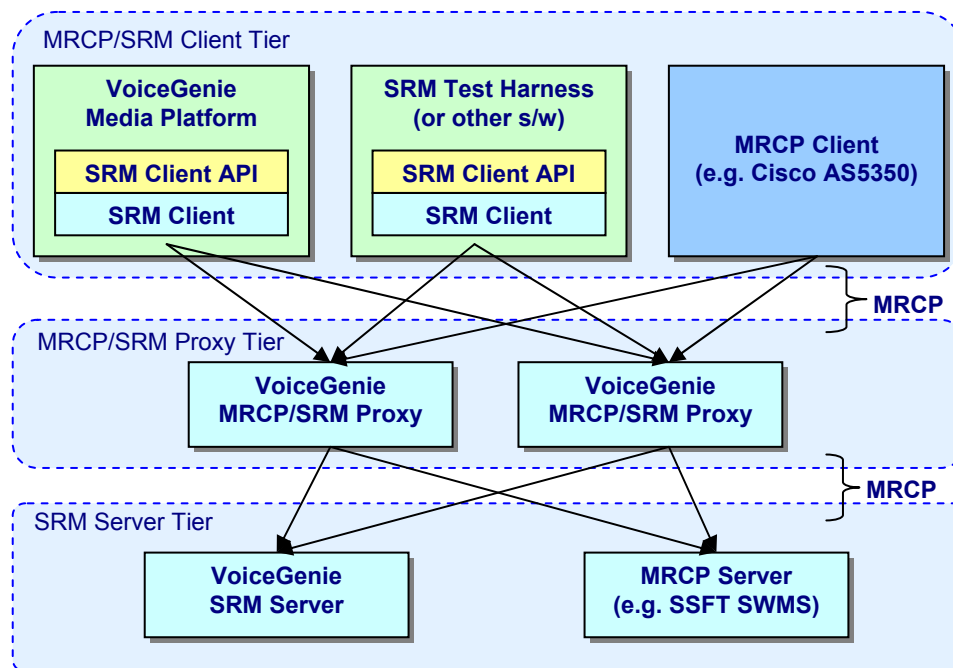 MRCP/SRM Client Tier
VoiceGenie
Media Platform
SRM Client API
SRM Client
SRM Test Harness
(or other s/w)
SRM Client API
SRM Client
MRCP Client
(e.g. Cisco AS5350)
MRCP
MRCP/SRM Proxy Tier
VoiceGenie
MRCP/SRM Proxy
VoiceGenie
MRCP/SRM Proxy
MRCP
SRM Server Tier
VoiceGenie
SRM Server
MRCP Server
(e.g. SSFT SWMS)